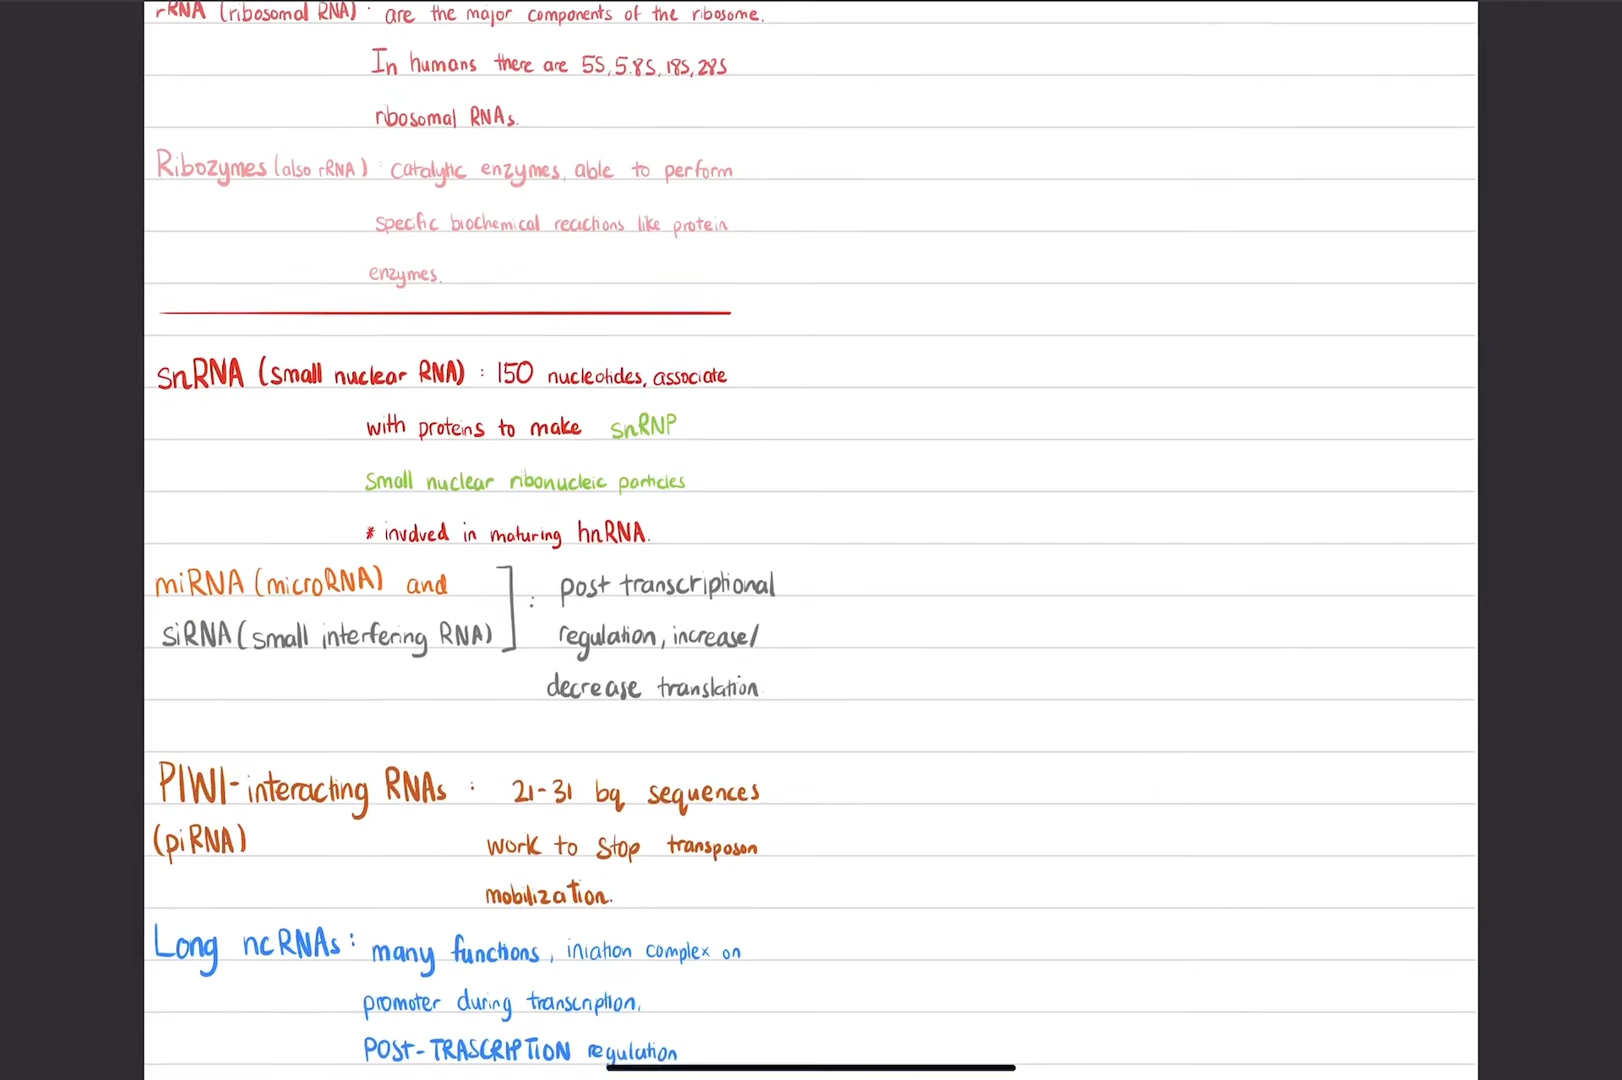 rRNA (ribosomal RNA) : are the major components of the ribosome.
In humans there are 5S, 5.8S, 18S, 28S
ribosomal RNAs.
Ribozymes (also rRNA) : catalytic enzymes, able to perform
specific biochemical reactions like protein
enzymes.
snRNA (small nuclear RNA) : 150 nucleotides, associate
with proteins to make snRNP
Small nuclear ribonucleic particles
* involved in maturing hnRNA.
miRNA (microRNA) and
siRNA (small interfering RNA) ] : post transcriptional
regulation, increase/
decrease translation
PIWI-interacting RNAs : 21-31 bq sequences
(piRNA) work to stop transposon
mobilization.
Long ncRNAs: many functions, iniation complex on
promoter during transcription,
POST-TRASCRIPTION regulation